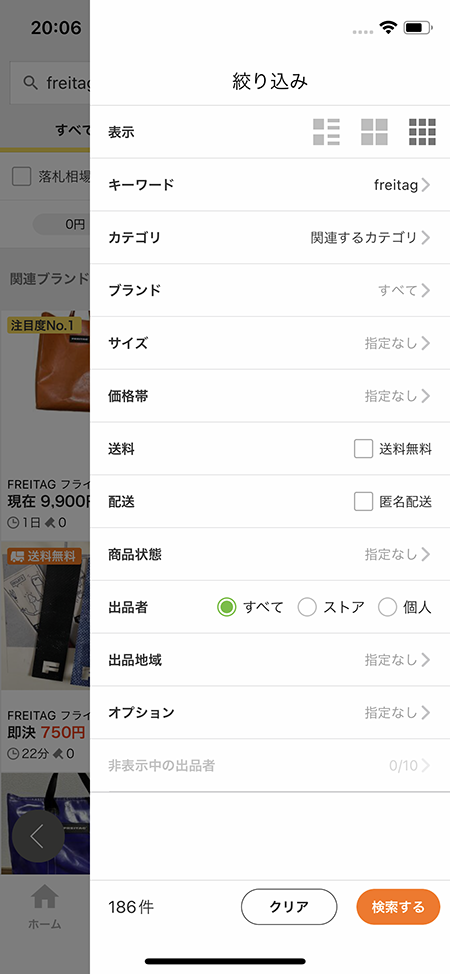 20:06
freitag
すべて
落札相場
0円
関連ブランド
注目度No.1
FREITAG フライ
現在 9,900円
1日 0
送料無料
F
FREITAG フライ
即決 750円
22分 0
ホーム
絞り込み
表示
キーワード freitag
カテゴリ 関連するカテゴリ
ブランド すべて
サイズ 指定なし
価格帯 指定なし
送料 送料無料
配送 匿名配送
商品状態 指定なし
出品者 すべて ストア 個人
出品地域 指定なし
オプション 指定なし
非表示中の出品者 0/10
186件 クリア 検索する